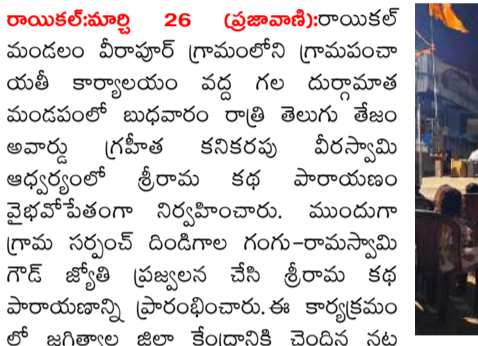 రాయికల్:మార్చి 26 (ప్రజావాణి):రాయికల్
మండలం వీరాపూర్ గ్రామంలోని గ్రామపంచా
యతీ కార్యాలయం వద్ద గల దుర్గామాత
మండపంలో బుధవారం రాత్రి తెలుగు తేజం
అవార్డు గ్రహీత కనికరపు వీరస్వామి
ఆధ్వర్యంలో శ్రీరామ కథ పారాయణం
వైభవోపేతంగా నిర్వహించారు. ముందుగా
గ్రామ సర్పంచ్ దిండిగాల గంగు-రామస్వామి
గౌడ్ జ్యోతి ప్రజ్వలన చేసి శ్రీరామ కథ
పారాయణాన్ని ప్రారంభించారు.ఈ కార్యక్రమం
లో జగిత్యాల జిల్లా కేంద్రానికి చెందిన నట